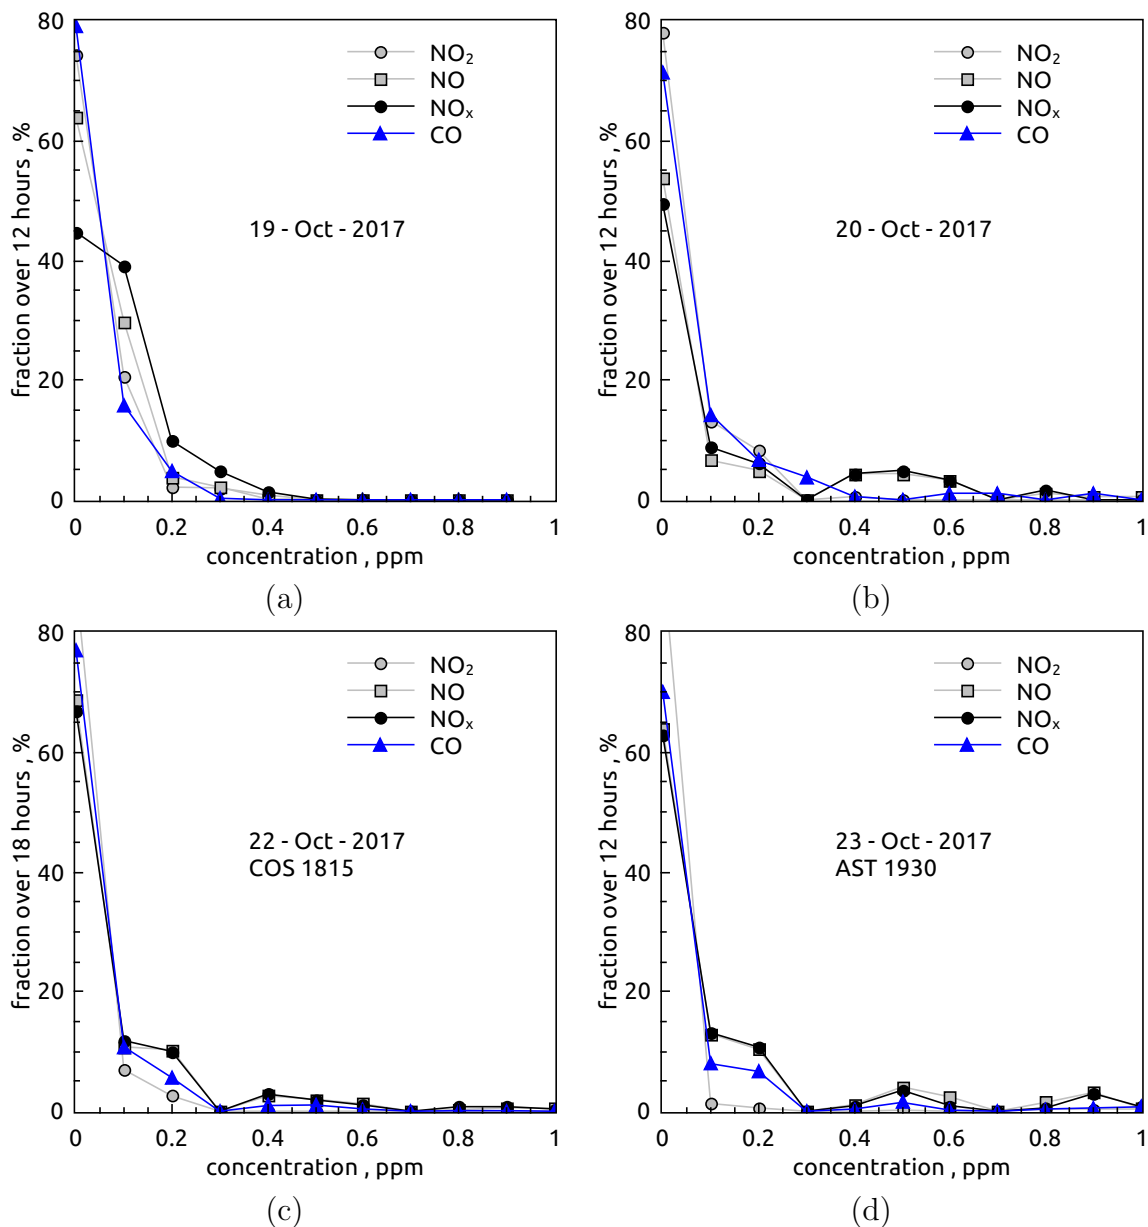 80
60
40
20
0
fraction over 12 hours , %
NO₂
NO
NOₓ
CO
19 - Oct - 2017
0 0.2 0.4 0.6 0.8 1
concentration , ppm
(a)
80
60
40
20
0
fraction over 12 hours , %
NO₂
NO
NOₓ
CO
20 - Oct - 2017
0 0.2 0.4 0.6 0.8 1
concentration , ppm
(b)
80
60
40
20
0
fraction over 18 hours , %
NO₂
NO
NOₓ
CO
22 - Oct - 2017
COS 1815
0 0.2 0.4 0.6 0.8 1
concentration , ppm
(c)
80
60
40
20
0
fraction over 12 hours , %
NO₂
NO
NOₓ
CO
23 - Oct - 2017
AST 1930
0 0.2 0.4 0.6 0.8 1
concentration , ppm
(d)